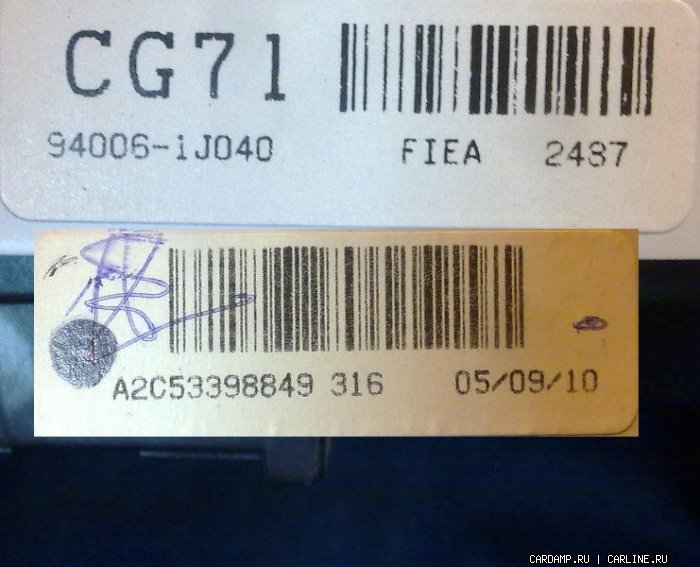 CG71
94006-1J040 FIEA 2487
A2C53398849 316 05/09/10
CARDAMP.RU | CARLINE.RU